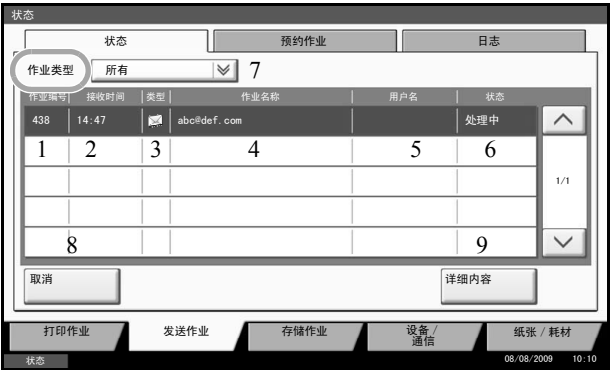 状态
状态 预约作业 日志
作业类型 所有 7
作业编号 接收时间 类型 作业名称 用户名 状态
438 14:47 abc@def.com 处理中
1 2 3 4 5 6
1/1
8 9
取消 详细内容
打印作业 发送作业 存储作业 设备/ 纸张/耗材
通信
状态 08/08/2009 10:10